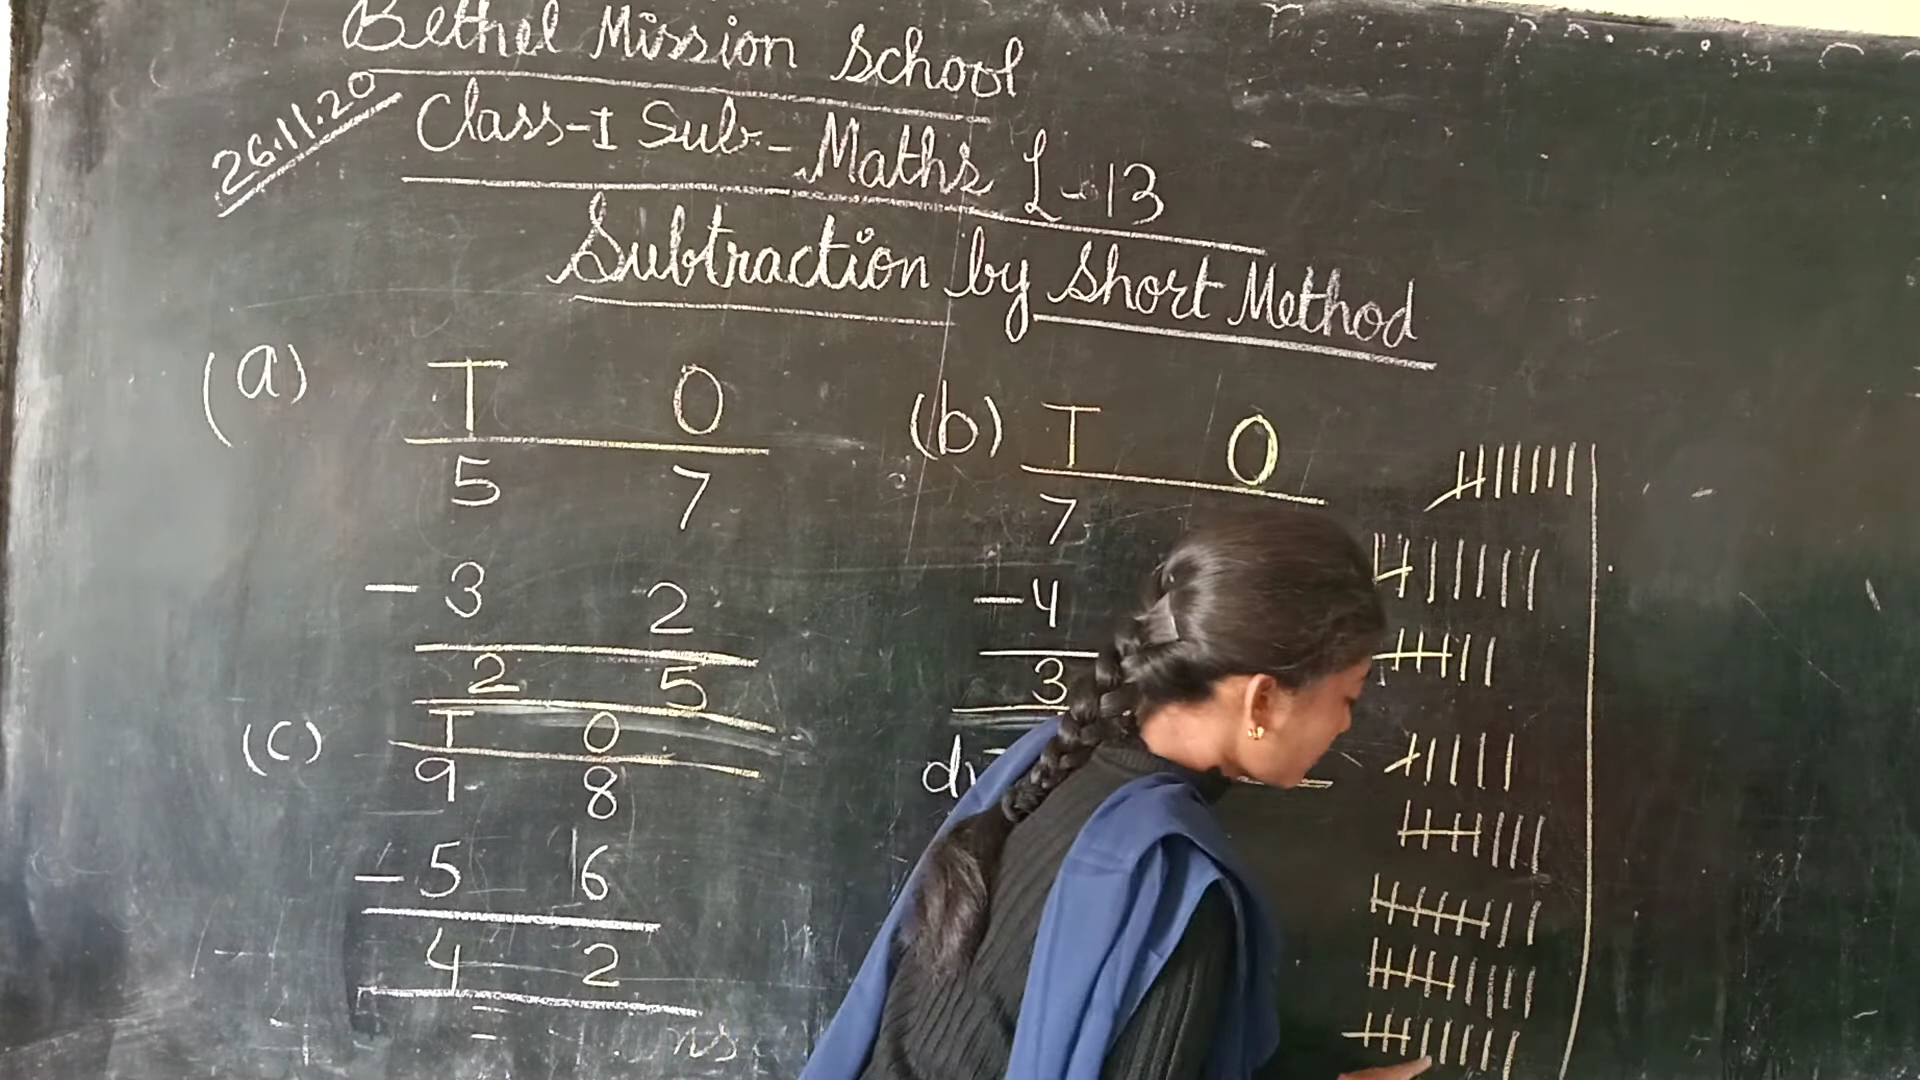 Bethel Mission School
26.11.20
Class-I Sub.-Maths L-13
Subtraction by Short Method
(a) T O
5 7
- 3 2
2 5
(b) T O
7
- 4
3
(c) T O
9 8
- 5 6
4 2
=
d)